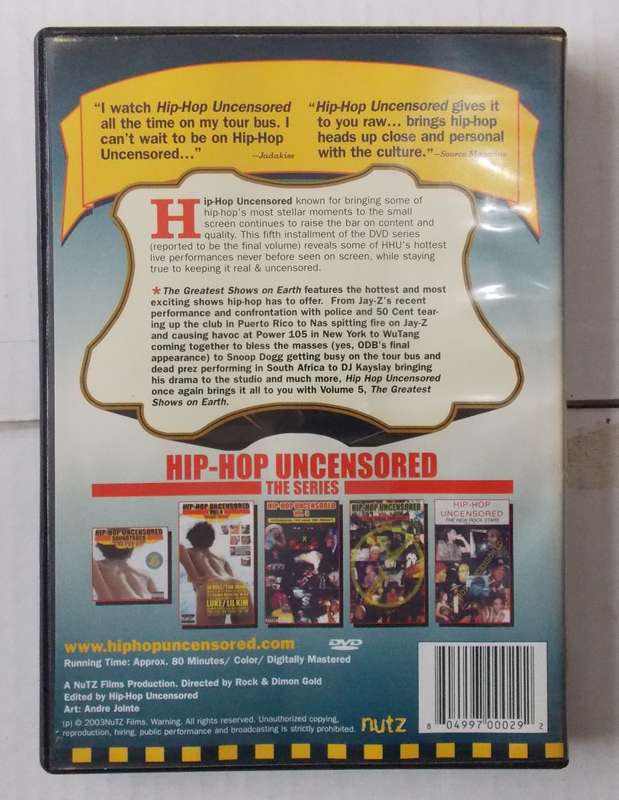 “I watch Hip-Hop Uncensored
all the time on my tour bus. I
can't wait to be on Hip-Hop
Uncensored...”
—Jadakiss
“Hip-Hop Uncensored gives it
to you raw... brings hip-hop
heads up close and personal
with the culture.” —Source Magazine
Hip-Hop Uncensored known for bringing some of
hip-hop's most stellar moments to the small
screen continues to raise the bar on content and
quality. This fifth installment of the DVD series
(reported to be the final volume) reveals some of HHU's hottest
live performances never before seen on screen, while staying
true to keeping it real & uncensored.
* The Greatest Shows on Earth features the hottest and most
exciting shows hip-hop has to offer. From Jay-Z's recent
performance and confrontation with police and 50 Cent tear-
ing up the club in Puerto Rico to Nas spitting fire on Jay-Z
and causing havoc at Power 105 in New York to WuTang
coming together to bless the masses (yes, ODB's final
appearance) to Snoop Dogg getting busy on the tour bus and
dead prez performing in South Africa to DJ Kayslay bringing
his drama to the studio and much more, Hip Hop Uncensored
once again brings it all to you with Volume 5, The Greatest
Shows on Earth.
HIP-HOP UNCENSORED
THE SERIES
HIP-HOP UNCENSORED
SOUNDTRACK
HIP-HOP UNCENSORED
LUKE/LIL KIM
HIP-HOP UNCENSORED
HIP-HOP UNCENSORED
HIP-HOP
UNCENSORED
THE NEW ROCK STARS
www.hiphopuncensored.com
DVD
Running Time: Approx. 80 Minutes/ Color/ Digitally Mastered
A NuTZ Films Production. Directed by Rock & Dimon Gold
Edited by Hip-Hop Uncensored
Art: Andre Jointe
(p) © 2003NuTZ Films. Warning. All rights reserved. Unauthorized copying,
reproduction, hiring, public performance and broadcasting is strictly prohibited.
nutz
8 04997 00029 2